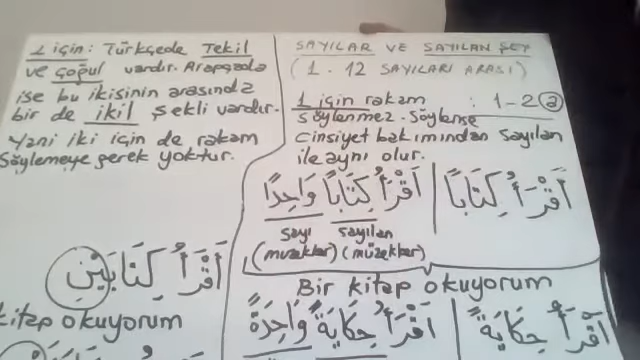 SAYILAR VE SAYILAN ŞEY
(1 - 12 SAYILARI ARASI)
1 için rakam : 1-2②
söylenmez. Söylense
cinsiyet bakımından sayılan
ile aynı olur.
أَقْرَأُ كِتَابًا | أَقْرَأُ كِتَابًا وَاحِدًا
sayı sayılan
(müzekker) (müzekker)
Bir kitap okuyorum
أَقْرَأُ حِكَايَةً | أَقْرَأُ حِكَايَةً وَاحِدَةً
2 için: Türkçede Tekil
ve çoğul vardır. Arapçada
ise bu ikisinin arasında
bir de ikil şekli vardır.
Yani iki için de rakam
söylemeye gerek yoktur.
أَقْرَأُ كِتَابَيْنِ
kitap okuyorum